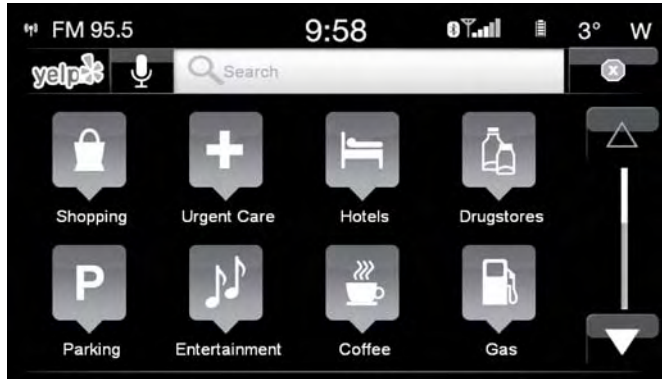 FM 95.5 9:58 3° W
yelp Search
Shopping Urgent Care Hotels Drugstores
P
Parking Entertainment Coffee Gas